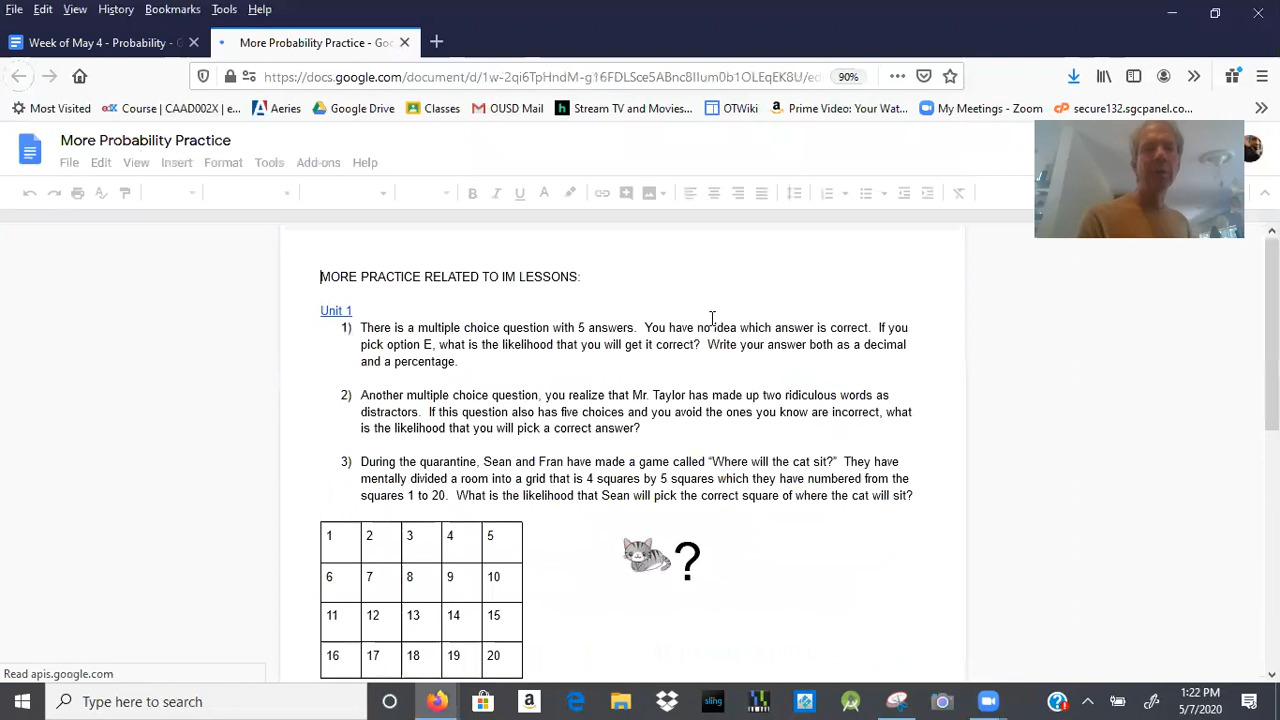 File Edit View History Bookmarks Tools Help
Week of May 4 - Probability - G
More Probability Practice - Goo
https://docs.google.com/document/d/1w-2qi6TpHndM-g16FDLSce5ABnc8IIum0b1OLEqEK8U/ed
90%
Most Visited Course | CAAD002X | e... Aeries Google Drive Classes OUSD Mail Stream TV and Movies... OTWiki Prime Video: Your Wat... My Meetings - Zoom secure132.sgcpanel.co...
More Probability Practice
File Edit View Insert Format Tools Add-ons Help
MORE PRACTICE RELATED TO IM LESSONS:
Unit 1
1) There is a multiple choice question with 5 answers. You have no idea which answer is correct. If you
pick option E, what is the likelihood that you will get it correct? Write your answer both as a decimal
and a percentage.
2) Another multiple choice question, you realize that Mr. Taylor has made up two ridiculous words as
distractors. If this question also has five choices and you avoid the ones you know are incorrect, what
is the likelihood that you will pick a correct answer?
3) During the quarantine, Sean and Fran have made a game called “Where will the cat sit?” They have
mentally divided a room into a grid that is 4 squares by 5 squares which they have numbered from the
squares 1 to 20. What is the likelihood that Sean will pick the correct square of where the cat will sit?
1 2 3 4 5
?
6 7 8 9 10
11 12 13 14 15
16 17 18 19 20
Read apis.google.com
Type here to search
sling
1:22 PM
5/7/2020